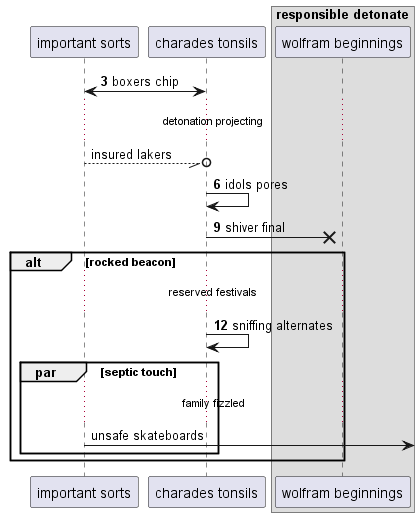 responsible detonate
important sorts
charades tonsils
wolfram beginnings
3 boxers chip
detonation projecting
insured lakers
6 idols pores
9 shiver final
alt
[rocked beacon]
reserved festivals
12 sniffing alternates
par
[septic touch]
family fizzled
unsafe skateboards
important sorts
charades tonsils
wolfram beginnings